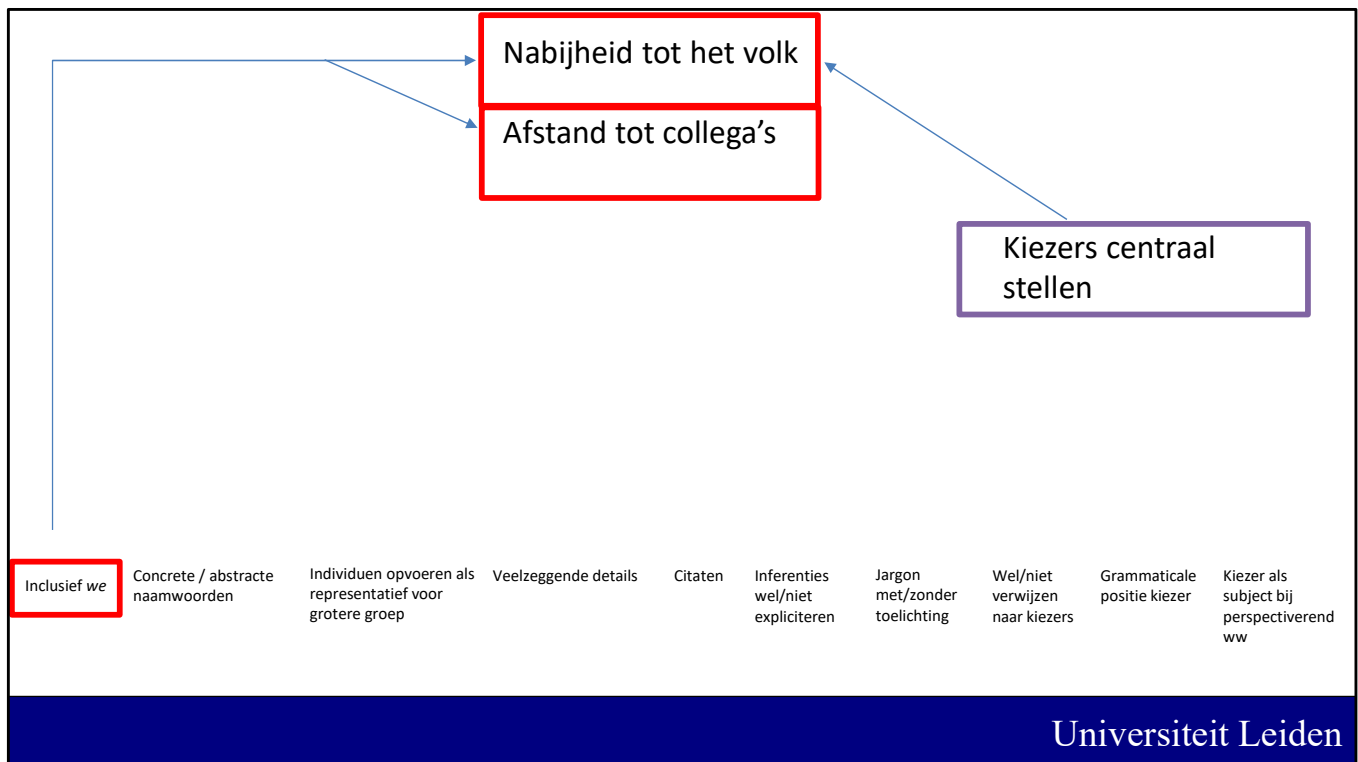 Nabijheid tot het volk
Afstand tot collega's
Kiezers centraal
stellen
Inclusief we
Concrete / abstracte
naamwoorden
Individuen opvoeren als
representatief voor
grotere groep
Veelzeggende details
Citaten
Inferenties
wel/niet
expliciteren
Jargon
met/zonder
toelichting
Wel/niet
verwijzen
naar kiezers
Grammaticale
positie kiezer
Kiezer als
subject bij
perspectiverend
ww
Universiteit Leiden